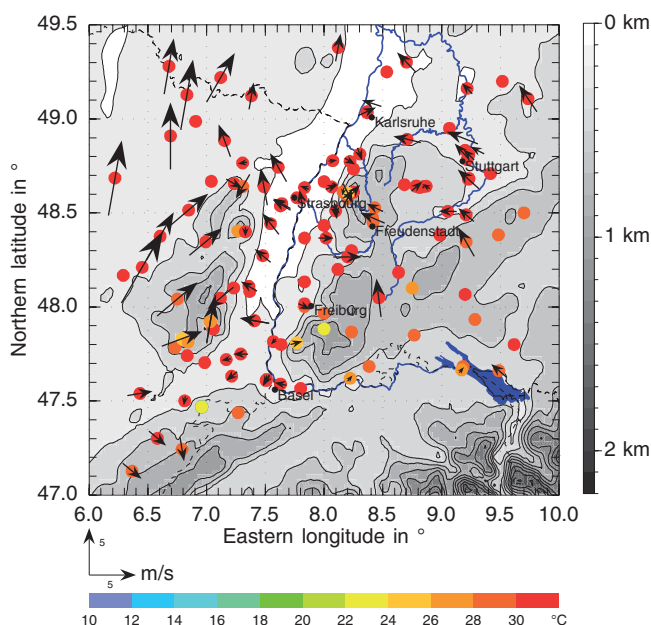 49.5
0 km
49.0
Karlsruhe
Stuttgart
48.5
Strasbourg
Freudenstadt
1 km
Northern latitude in °
48.0
Freiburg
47.5
Basel
2 km
47.0
6.0 6.5 7.0 7.5 8.0 8.5 9.0 9.5 10.0
Eastern longitude in °
5
5
m/s
10 12 14 16 18 20 22 24 26 28 30 °C